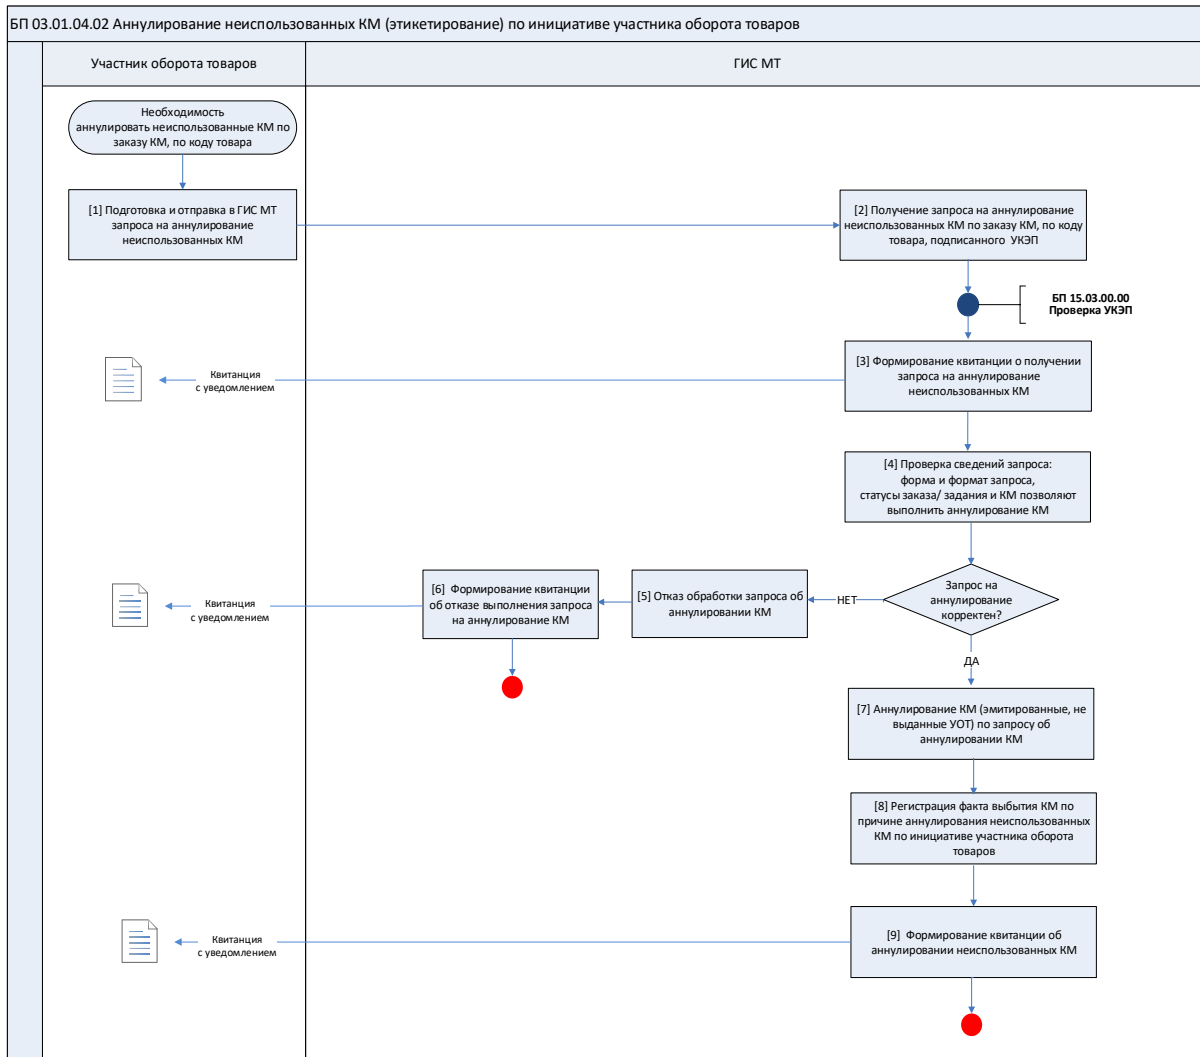 БП 03.01.04.02 Аннулирование неиспользованных КМ (этикетирование) по инициативе участника оборота товаров
Участник оборота товаров
ГИС МТ
Необходимость
аннулировать неиспользованные КМ по
заказу КМ, по коду товара
[1] Подготовка и отправка в ГИС МТ
запроса на аннулирование
неиспользованных КМ
[2] Получение запроса на аннулирование
неиспользованных КМ по заказу КМ, по коду
товара, подписанного УКЭП
БП 15.03.00.00
Проверка УКЭП
[3] Формирование квитанции о получении
запроса на аннулирование
неиспользованных КМ
Квитанция
с уведомлением
[4] Проверка сведений запроса:
форма и формат запроса,
статусы заказа/ задания и КМ позволяют
выполнить аннулирование КМ
Запрос на
аннулирование
корректен?
НЕТ
[5] Отказ обработки запроса об
аннулировании КМ
[6] Формирование квитанции
об отказе выполнения запроса
на аннулирование КМ
Квитанция
с уведомлением
ДА
[7] Аннулирование КМ (эмитированные, не
выданные УОТ) по запросу об
аннулировании КМ
[8] Регистрация факта выбытия КМ по
причине аннулирования неиспользованных
КМ по инициативе участника оборота
товаров
[9] Формирование квитанции об
аннулировании неиспользованных КМ
Квитанция
с уведомлением